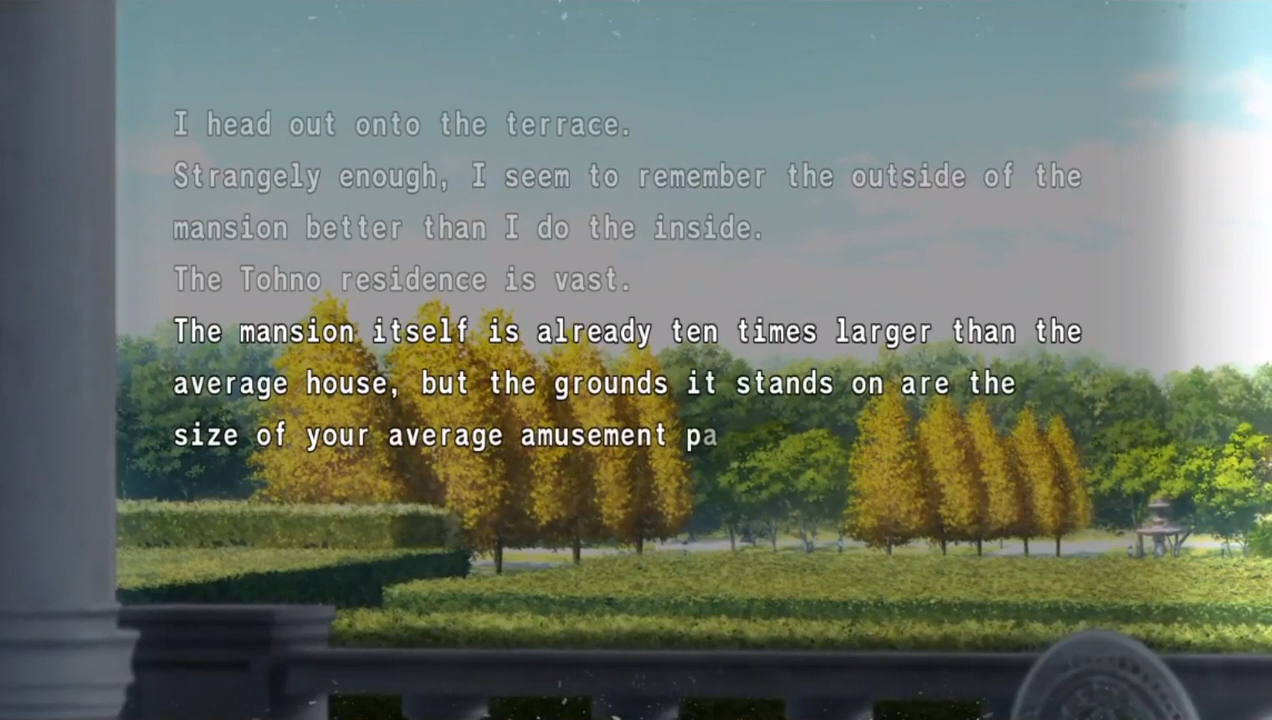 I head out onto the terrace.
Strangely enough, I seem to remember the outside of the
mansion better than I do the inside.
The Tohno residence is vast.
The mansion itself is already ten times larger than the
average house, but the grounds it stands on are the
size of your average amusement pa